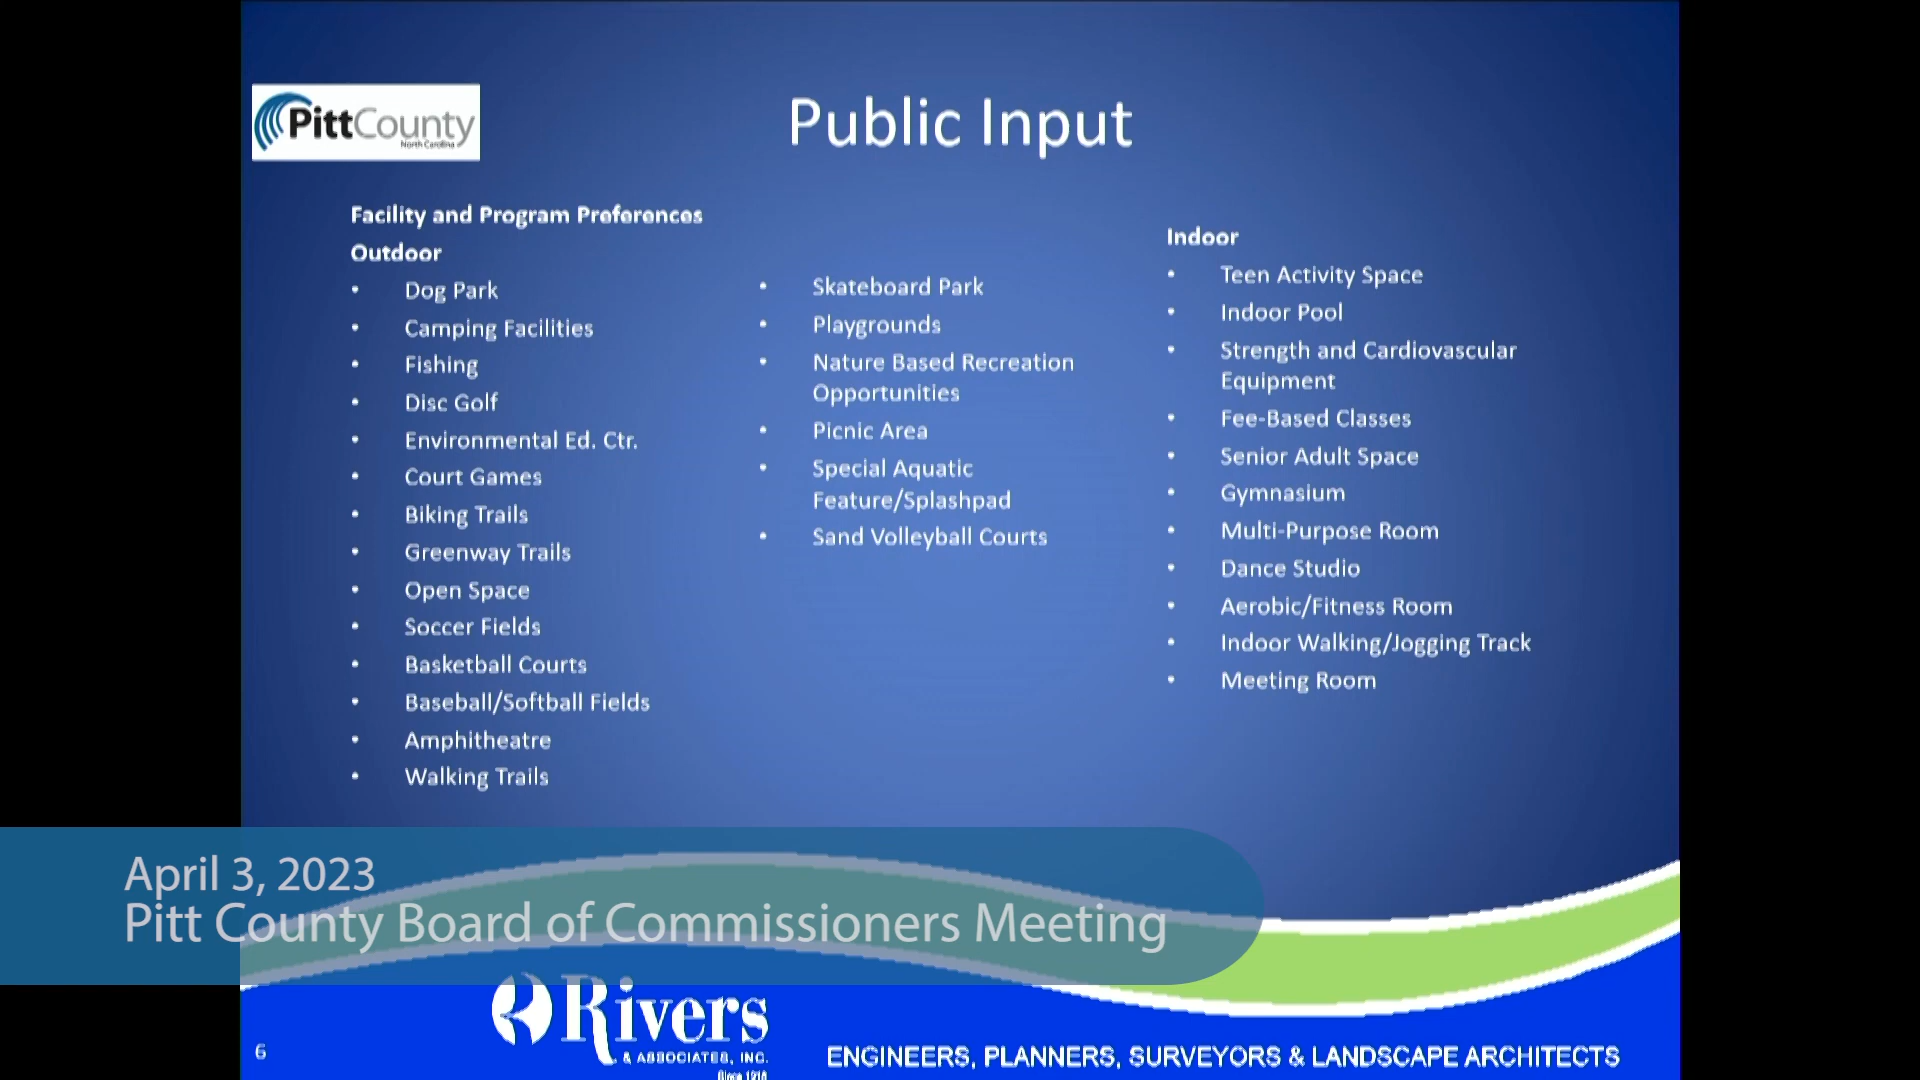 PittCounty
North Carolina
Public Input
Facility and Program Preferences
Outdoor
• Dog Park
• Camping Facilities
• Fishing
• Disc Golf
• Environmental Ed. Ctr.
• Court Games
• Biking Trails
• Greenway Trails
• Open Space
• Soccer Fields
• Basketball Courts
• Baseball/Softball Fields
• Amphitheatre
• Walking Trails
• Skateboard Park
• Playgrounds
• Nature Based Recreation
Opportunities
• Picnic Area
• Special Aquatic
Feature/Splashpad
• Sand Volleyball Courts
Indoor
• Teen Activity Space
• Indoor Pool
• Strength and Cardiovascular
Equipment
• Fee-Based Classes
• Senior Adult Space
• Gymnasium
• Multi-Purpose Room
• Dance Studio
• Aerobic/Fitness Room
• Indoor Walking/Jogging Track
• Meeting Room
April 3, 2023
Pitt County Board of Commissioners Meeting
Rivers
& ASSOCIATES, INC.
Since 1918
6
ENGINEERS, PLANNERS, SURVEYORS & LANDSCAPE ARCHITECTS